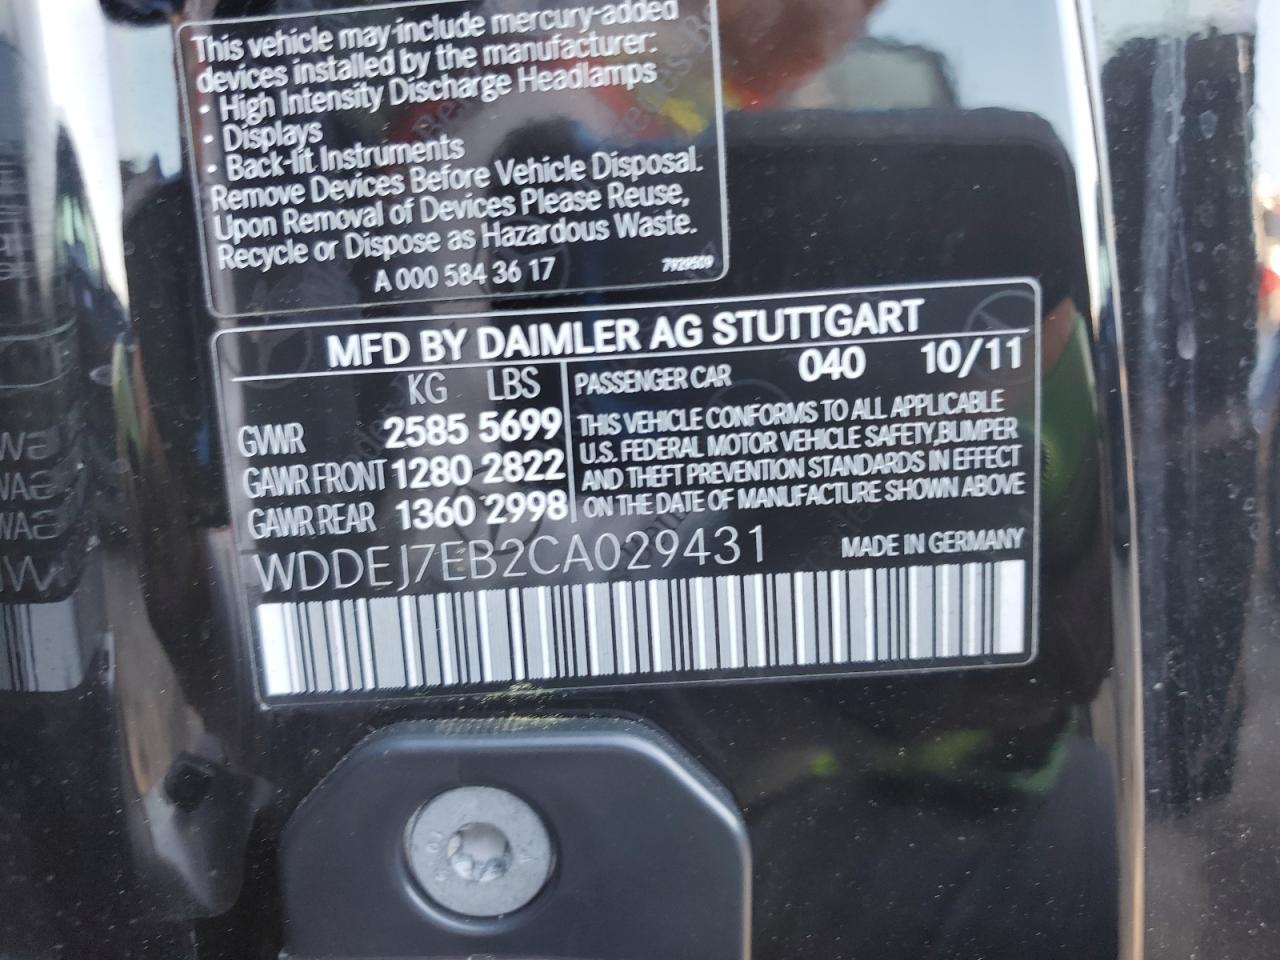 This vehicle may include mercury-added
devices installed by the manufacturer:
• High Intensity Discharge Headlamps
• Displays
• Back-lit Instruments
Remove Devices Before Vehicle Disposal.
Upon Removal of Devices Please Reuse,
Recycle or Dispose as Hazardous Waste.
A 000 584 36 17
7929509
MFD BY DAIMLER AG STUTTGART
KG LBS
GVWR 2585 5699
GAWR FRONT 1280 2822
GAWR REAR 1360 2998
PASSENGER CAR 040 10/11
THIS VEHICLE CONFORMS TO ALL APPLICABLE
U.S. FEDERAL MOTOR VEHICLE SAFETY,BUMPER
AND THEFT PREVENTION STANDARDS IN EFFECT
ON THE DATE OF MANUFACTURE SHOWN ABOVE
WDDEJ7EB2CA029431 MADE IN GERMANY